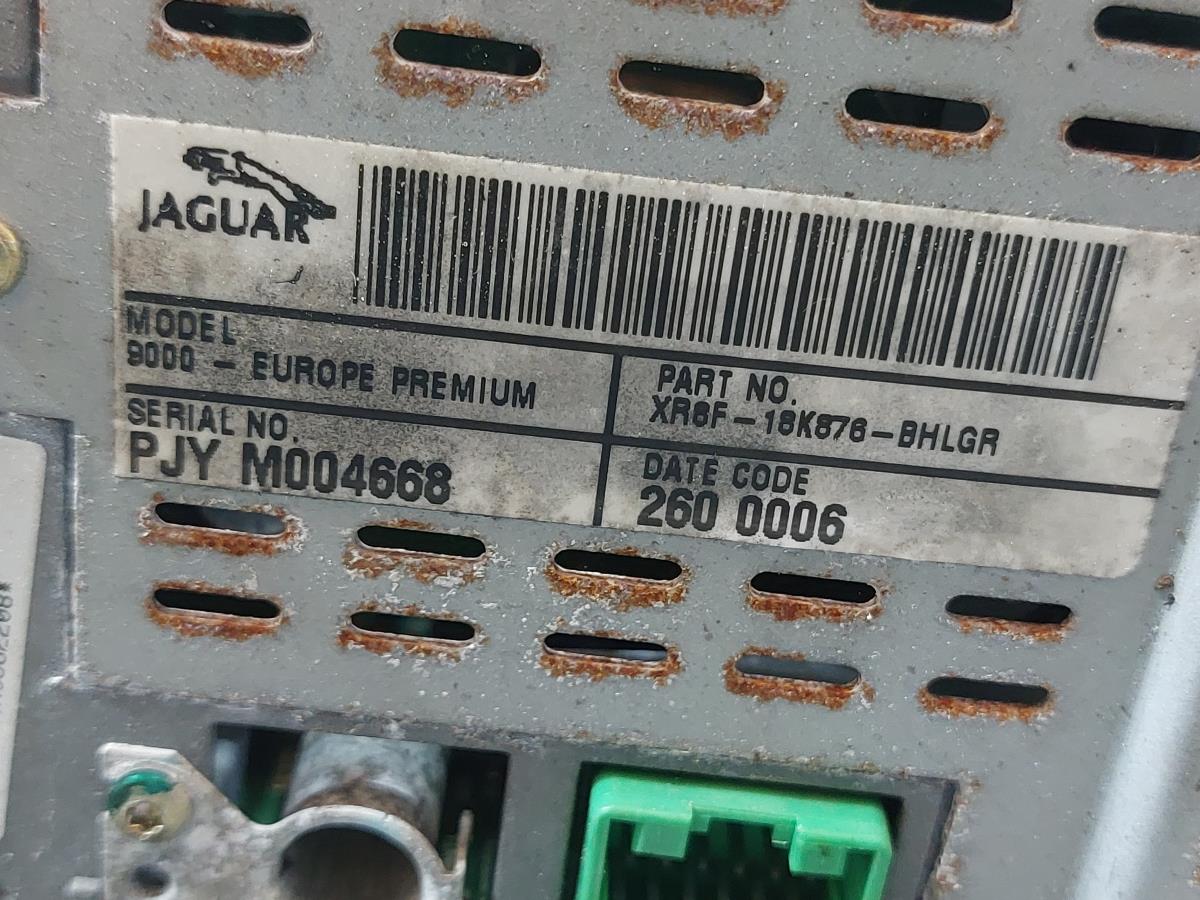 JAGUAR
MODEL
9000 - EUROPE PREMIUM
PART NO.
XR8F-18K876-BHLGR
SERIAL NO.
PJY M004668
DATE CODE
260 0006